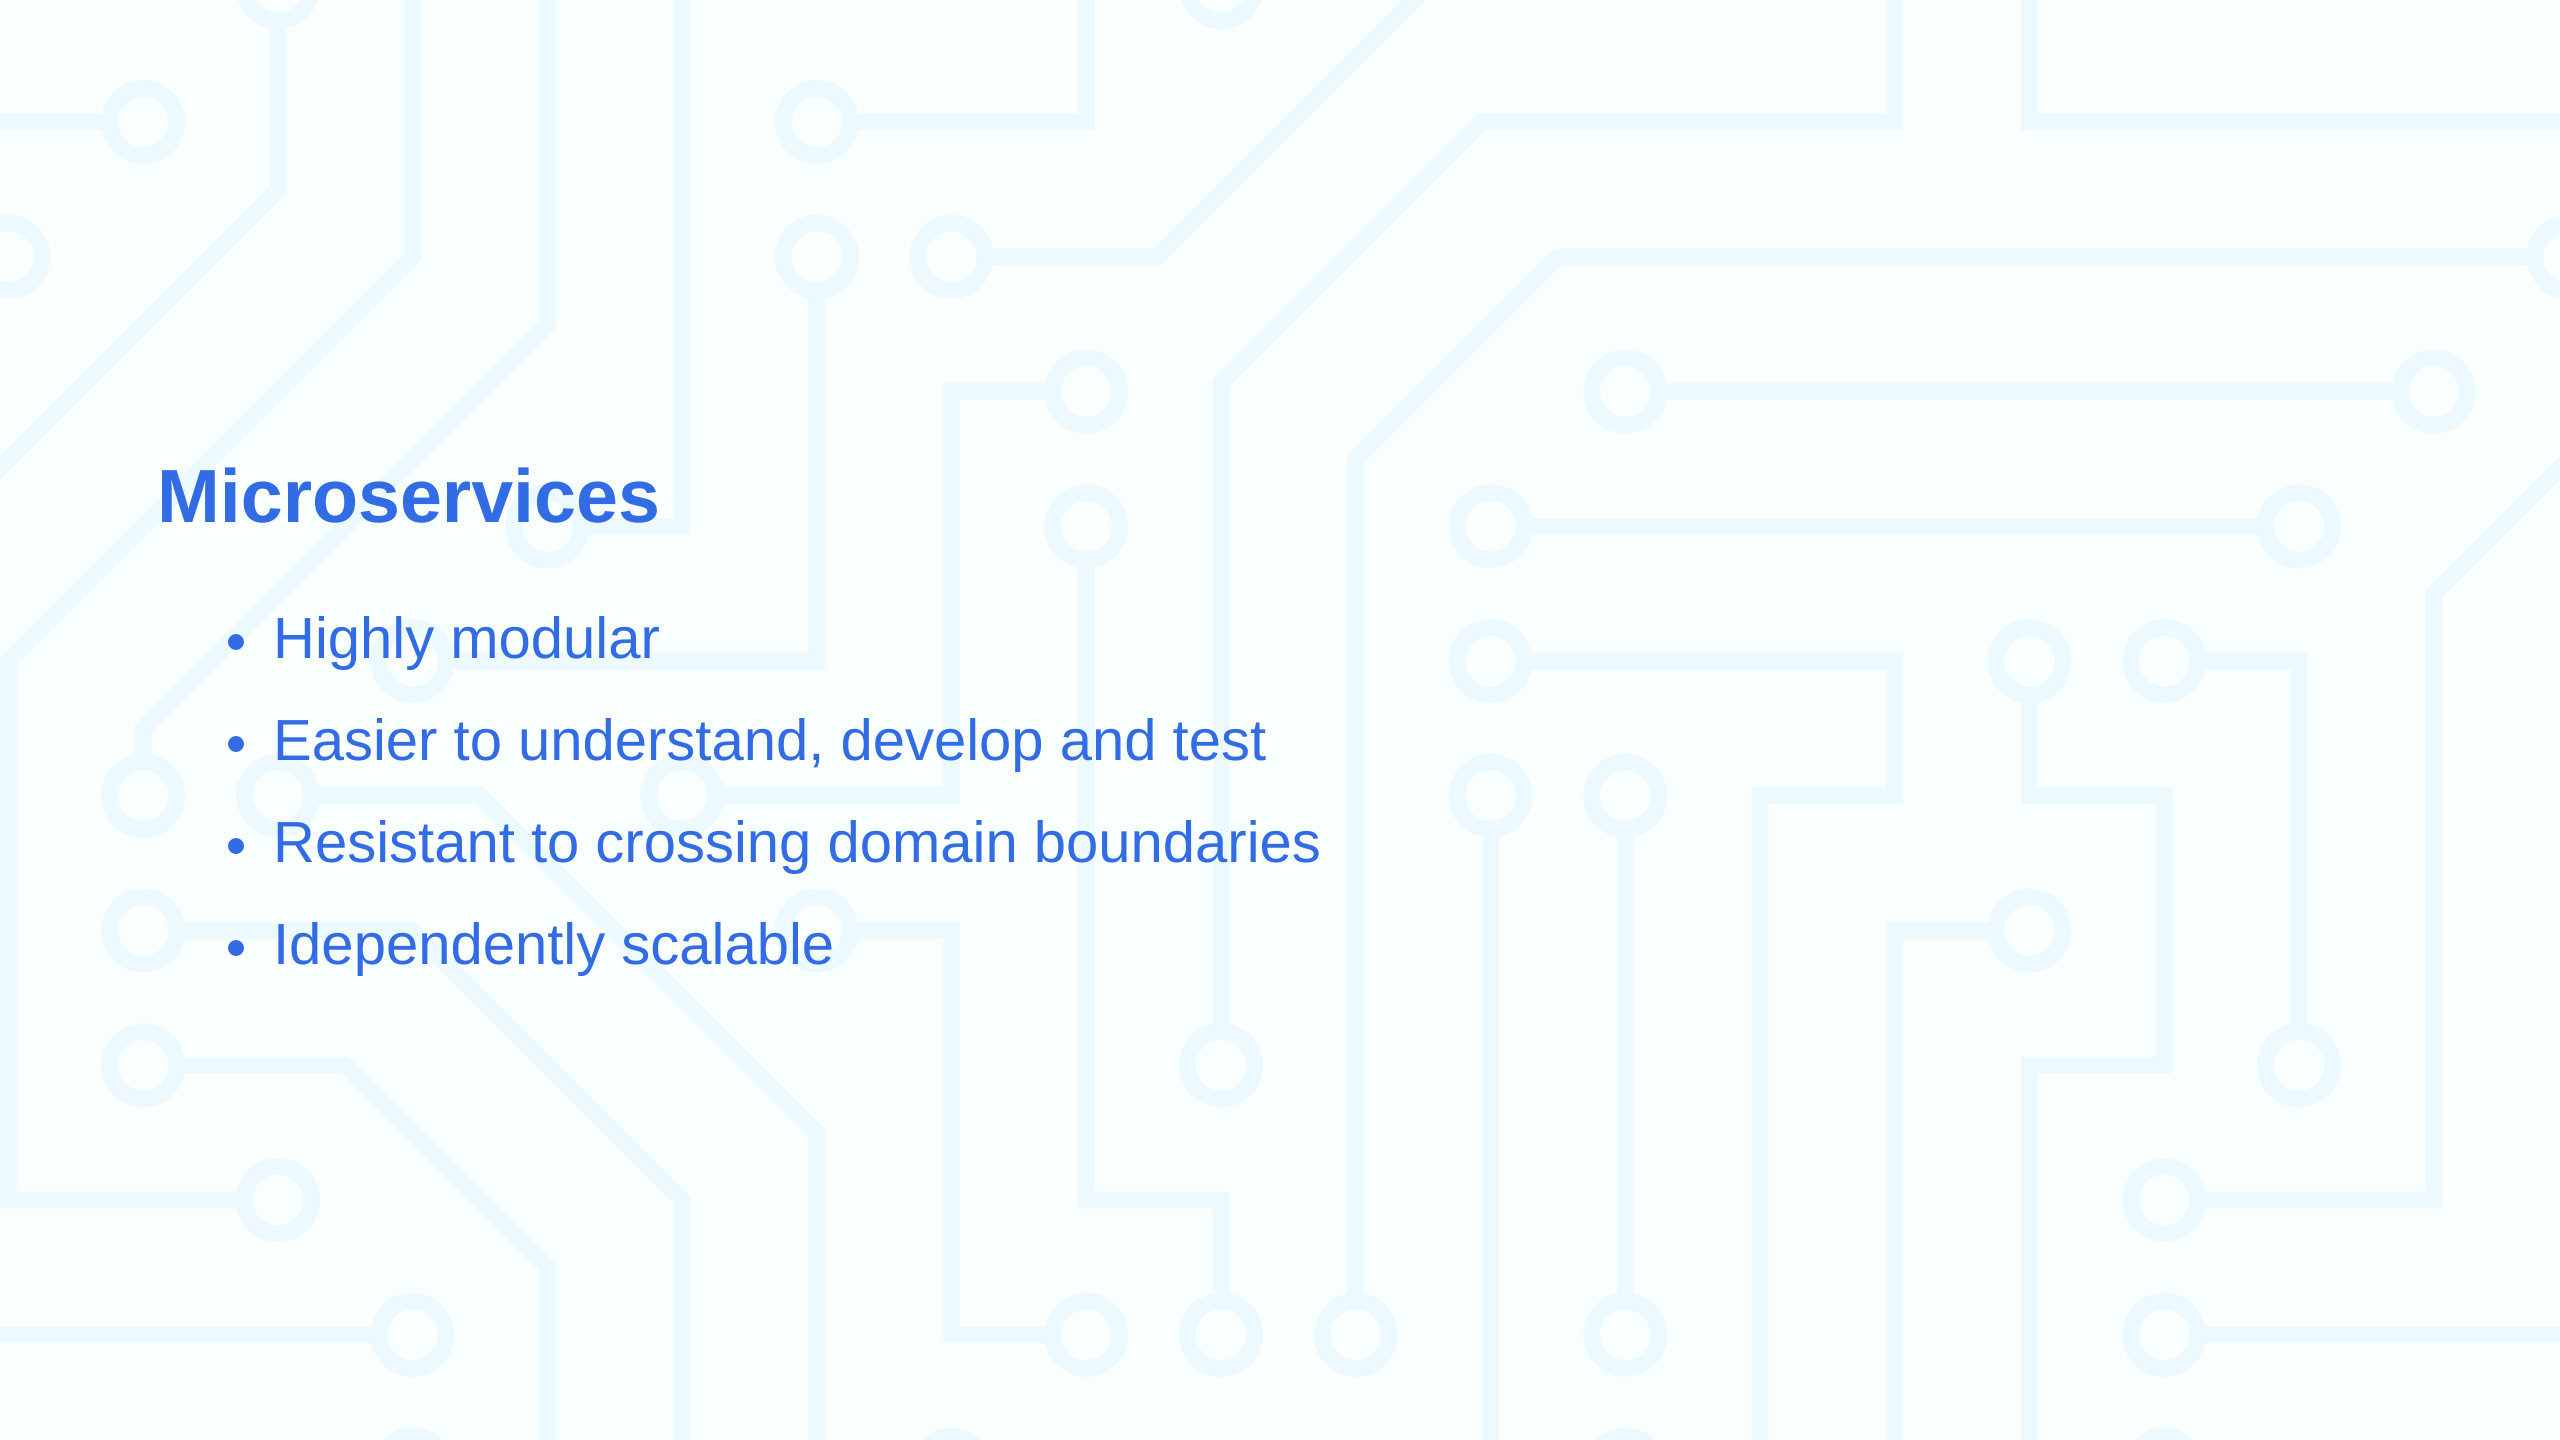 Microservices
• Highly modular
• Easier to understand, develop and test
• Resistant to crossing domain boundaries
• Idependently scalable